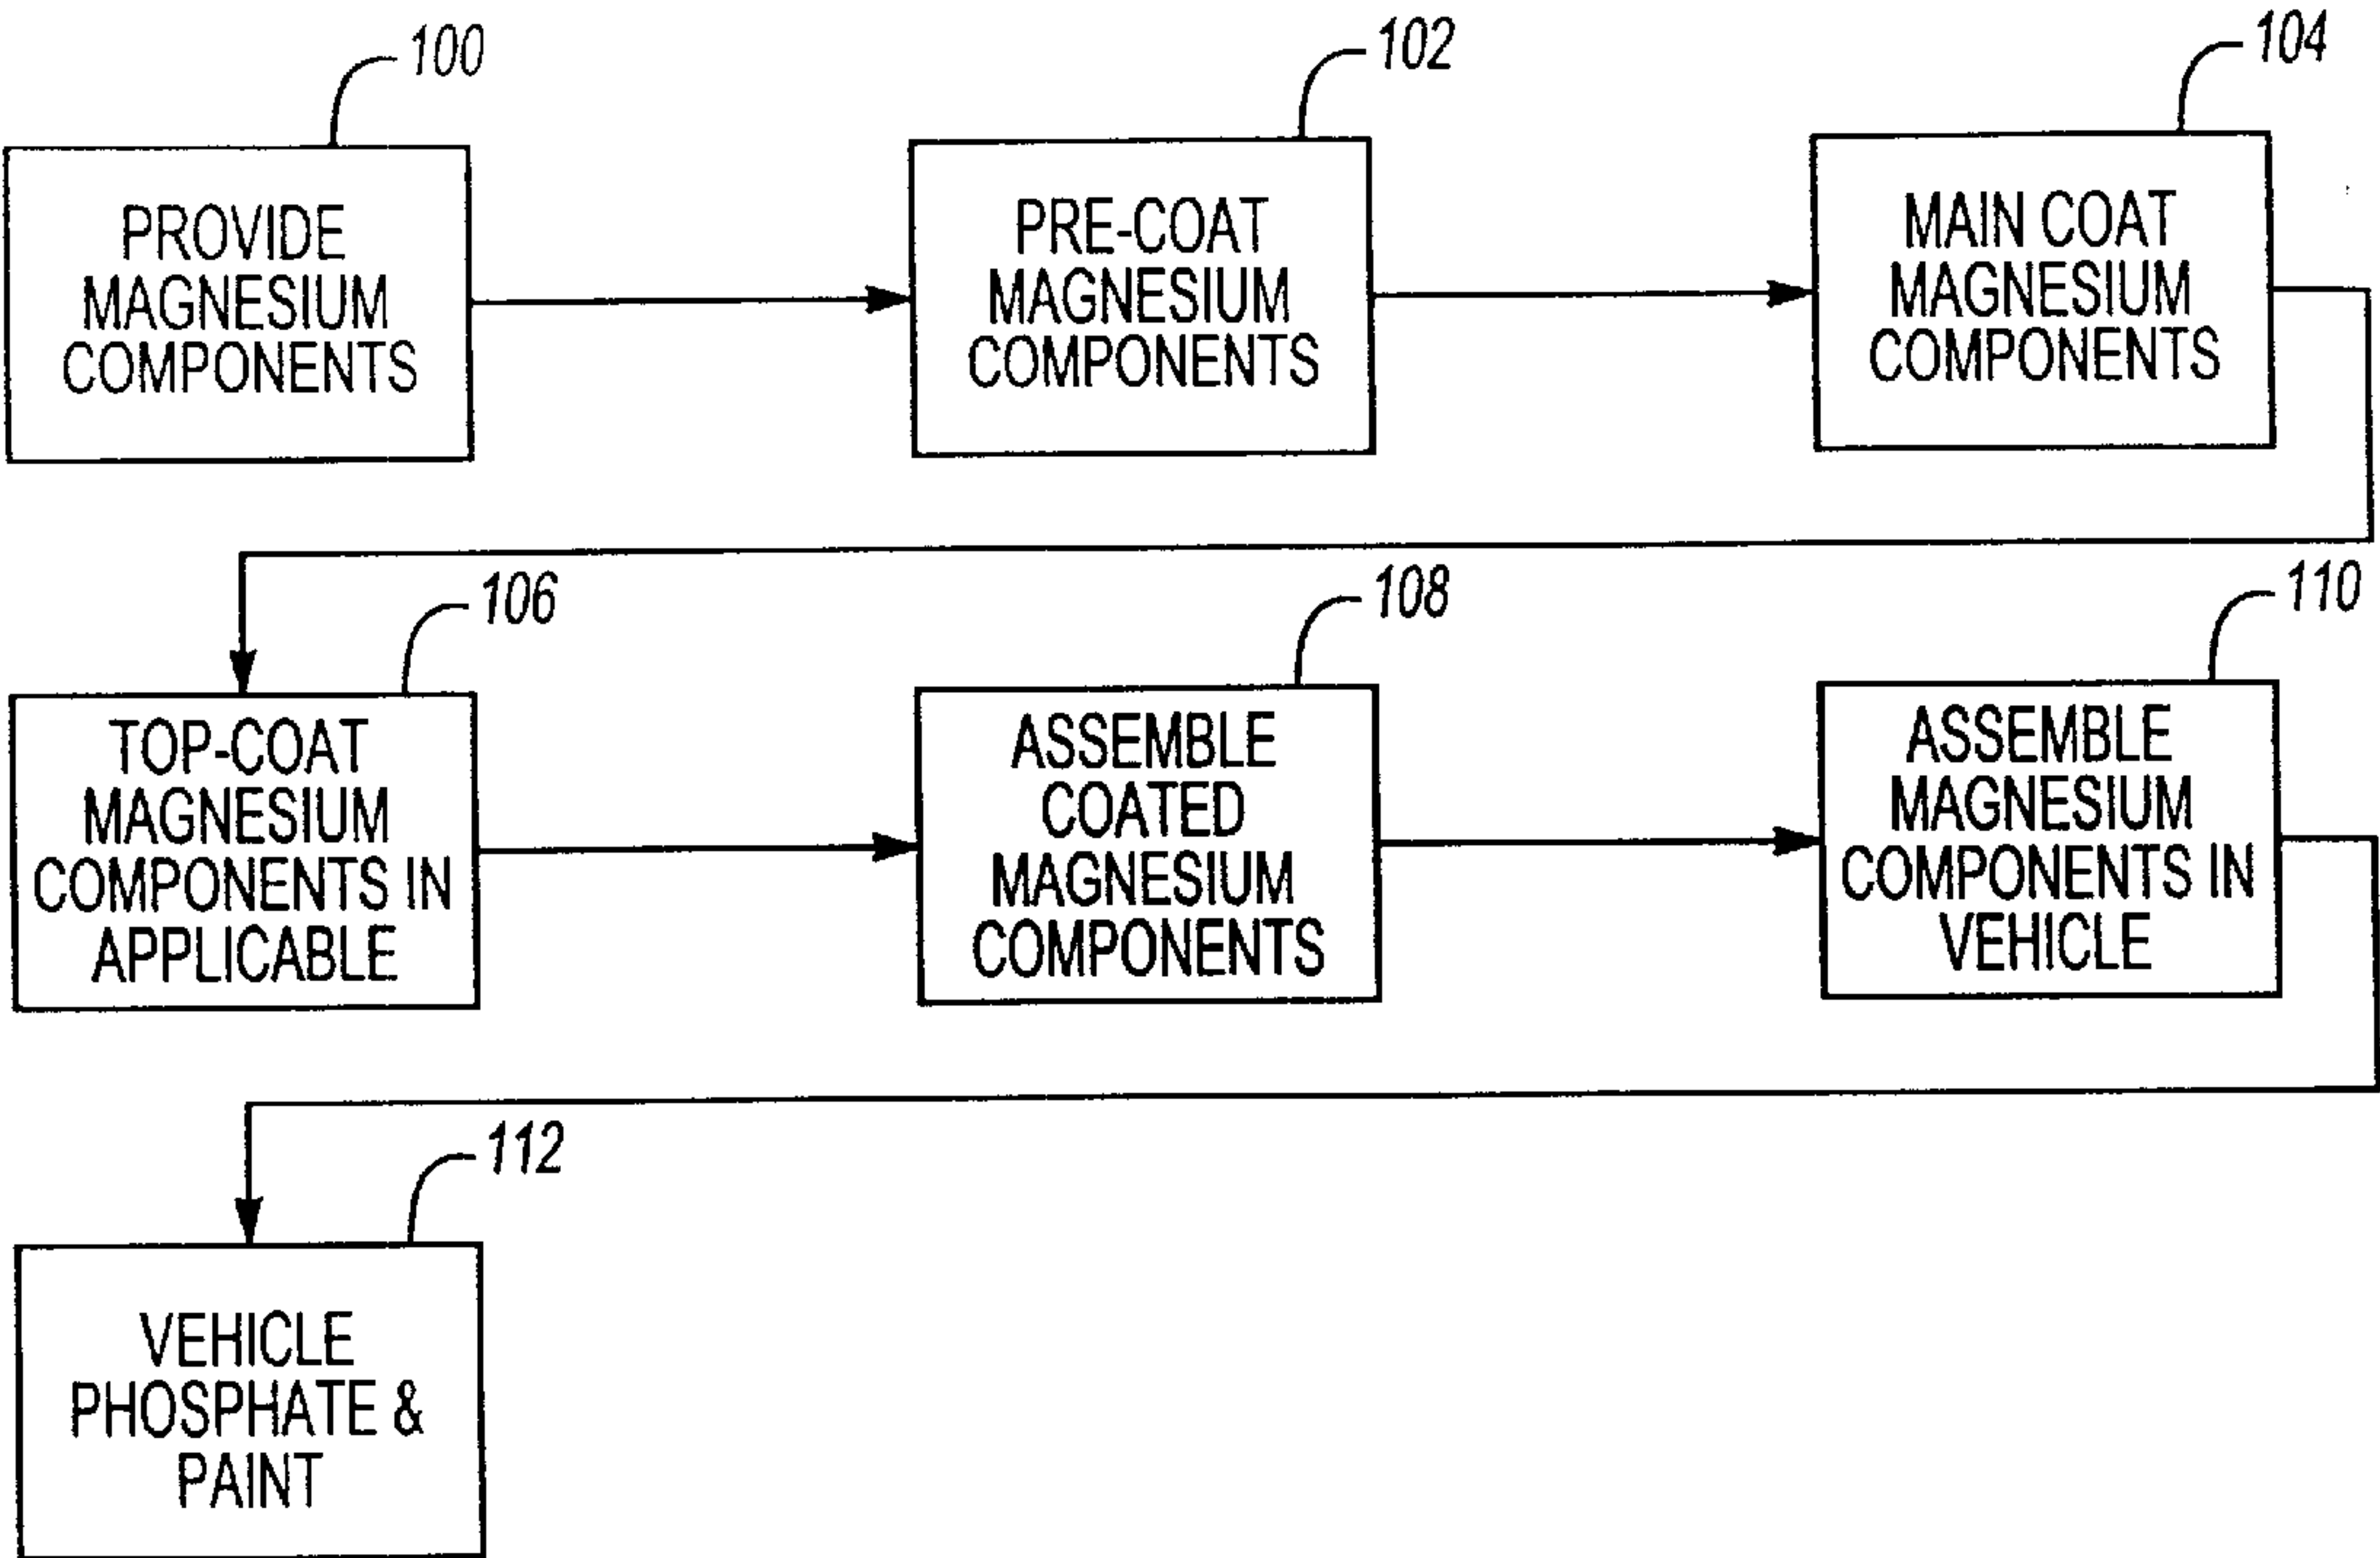 100
PROVIDE
MAGNESIUM
COMPONENTS
102
PRE-COAT
MAGNESIUM
COMPONENTS
104
MAIN COAT
MAGNESIUM
COMPONENTS
106
TOP-COAT
MAGNESIUM
COMPONENTS IN
APPLICABLE
108
ASSEMBLE
COATED
MAGNESIUM
COMPONENTS
110
ASSEMBLE
MAGNESIUM
COMPONENTS IN
VEHICLE
112
VEHICLE
PHOSPHATE &
PAINT